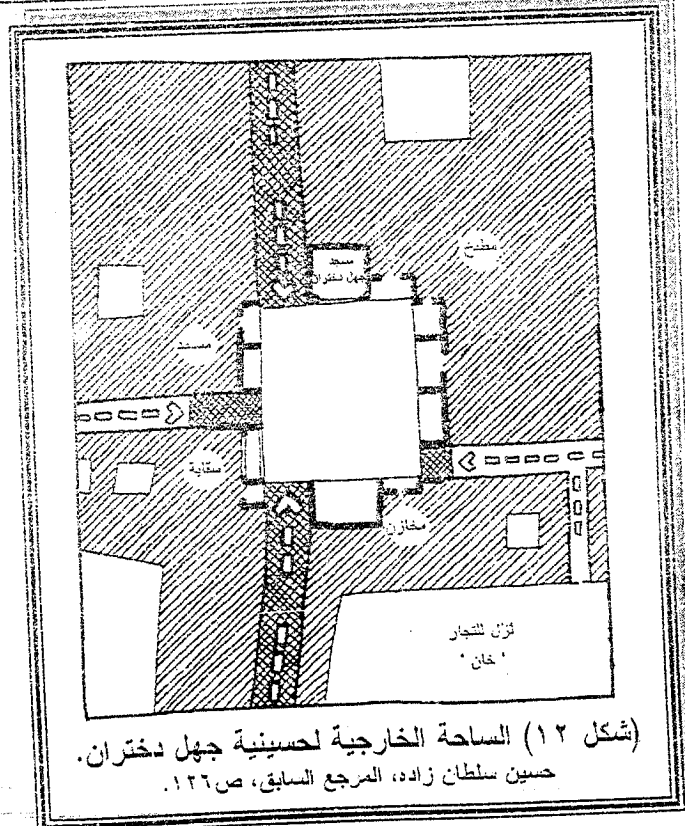 مطبخ
مسجد
جهل دختران
مسجد
سقاية
مخازن
نزل للتجار
" خان "
(شكل ١٢) الساحة الخارجية لحسينية جهل دختران.
حسين سلطان زاده، المرجع السابق، ص١٢٦.